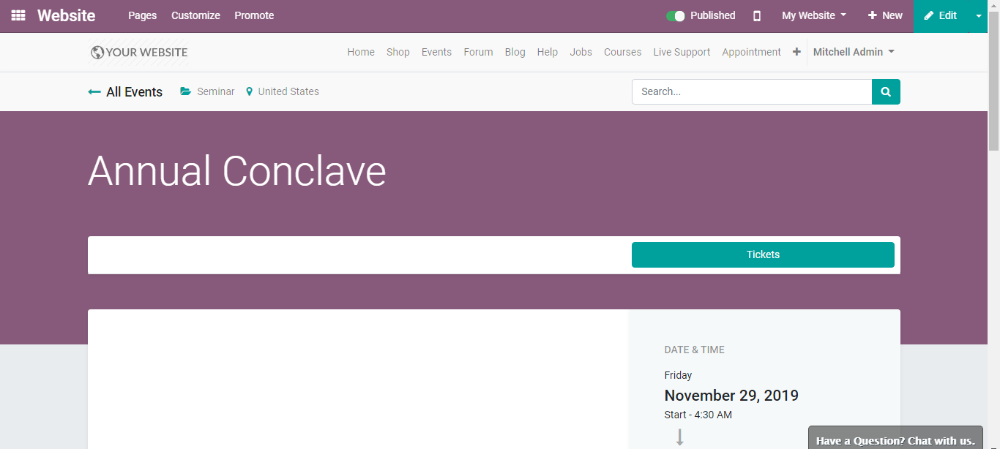 Website Pages Customize Promote Published My Website + New Edit
YOUR WEBSITE Home Shop Events Forum Blog Help Jobs Courses Live Support Appointment + Mitchell Admin
All Events Seminar United States Search...
Annual Conclave
Tickets
DATE & TIME
Friday
November 29, 2019
Start - 4:30 AM
Have a Question? Chat with us.